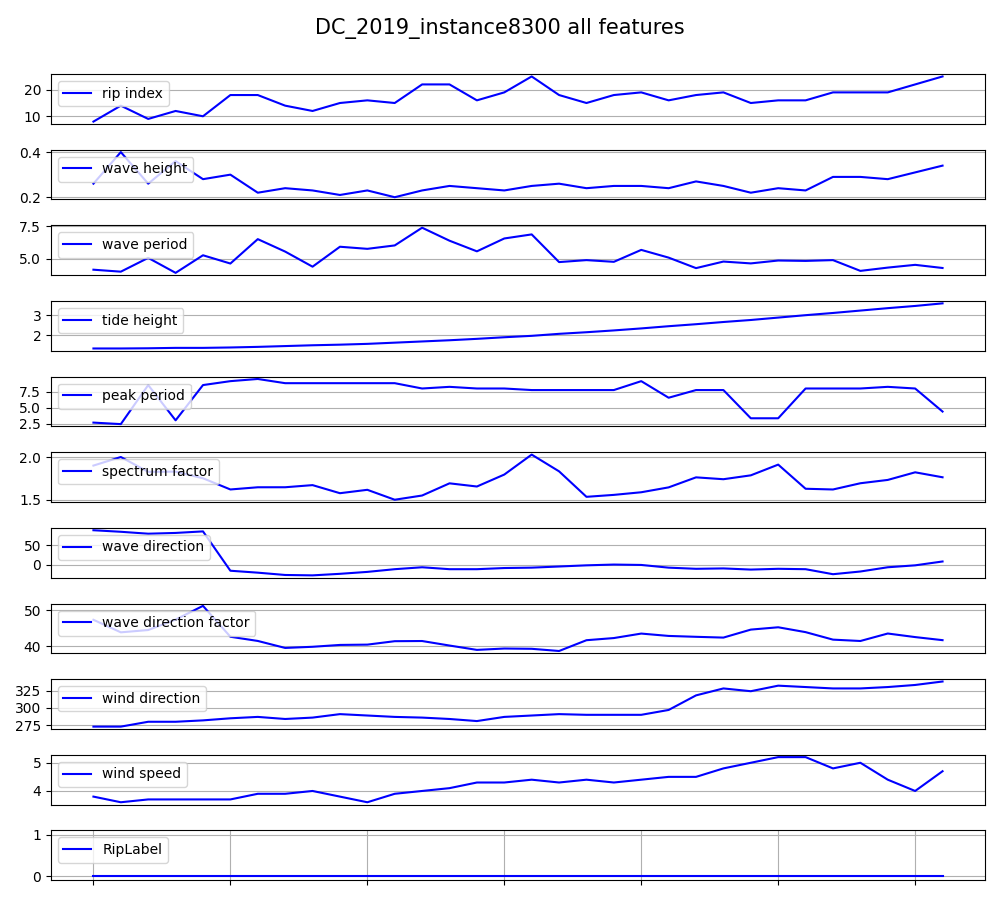 DC_2019_instance8300 all features
20
10
rip index
0.4
0.2
wave height
7.5
5.0
wave period
3
2
tide height
7.5
5.0
2.5
peak period
2.0
1.5
spectrum factor
50
0
wave direction
50
40
wave direction factor
325
300
275
wind direction
5
4
wind speed
1
0
RipLabel